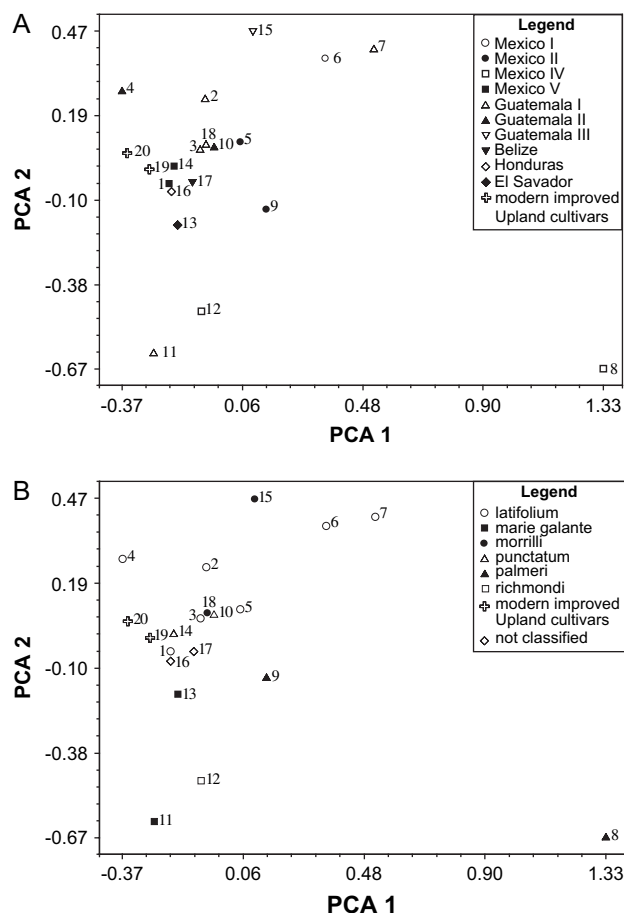 A
PCA 2
0.47
0.19
-0.10
-0.38
-0.67
-0.37
0.06
0.48
0.90
1.33
PCA 1
15
6
7
4
2
18
3
10
5
20
19
14
1
16
17
13
9
12
11
8
Legend
Mexico I
Mexico II
Mexico IV
Mexico V
Guatemala I
Guatemala II
Guatemala III
Belize
Honduras
El Savador
modern improved
Upland cultivars
B
PCA 2
0.47
0.19
-0.10
-0.38
-0.67
-0.37
0.06
0.48
0.90
1.33
PCA 1
15
6
7
4
2
18
3
10
5
20
19
14
1
16
17
13
9
12
11
8
Legend
latifolium
marie galante
morrilli
punctatum
palmeri
richmondi
modern improved
Upland cultivars
not classified